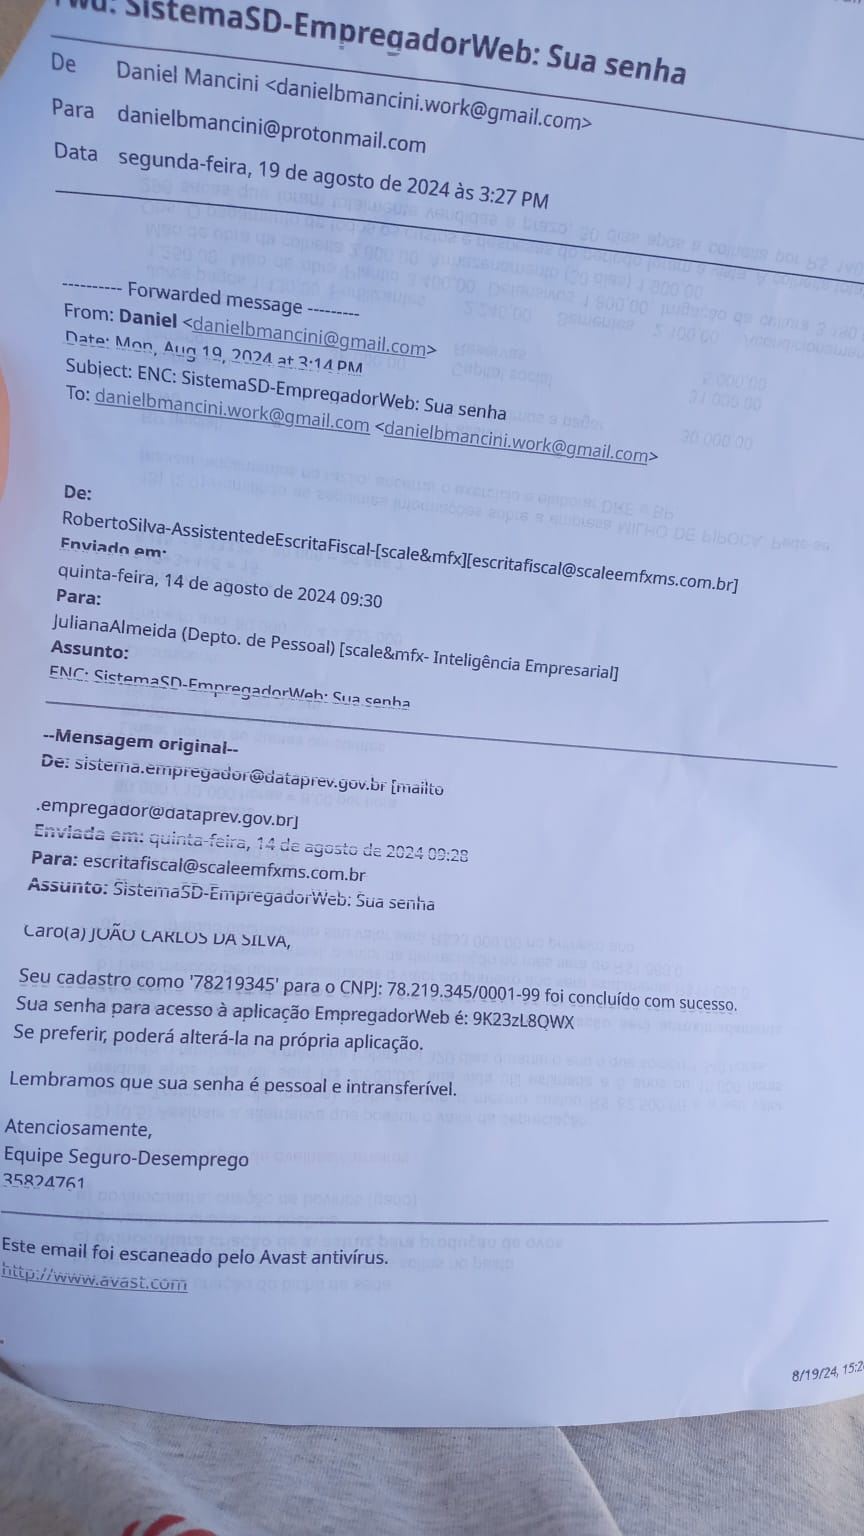 Fwd: SistemaSD-EmpregadorWeb: Sua senha
De Daniel Mancini <danielbmancini.work@gmail.com>
Para danielbmancini@protonmail.com
Data segunda-feira, 19 de agosto de 2024 às 3:27 PM
---------- Forwarded message ---------
From: Daniel <danielbmancini@gmail.com>
Date: Mon, Aug 19, 2024 at 3:14 PM
Subject: ENC: SistemaSD-EmpregadorWeb: Sua senha
To: danielbmancini.work@gmail.com <danielbmancini.work@gmail.com>
De:
RobertoSilva-AssistentedeEscritaFiscal-[scale&mfx][escritafiscal@scaleemfxms.com.br]
Enviado em:
quinta-feira, 14 de agosto de 2024 09:30
Para:
JulianaAlmeida (Depto. de Pessoal) [scale&mfx- Inteligência Empresarial]
Assunto:
ENC: SistemaSD-EmpregadorWeb: Sua senha
--Mensagem original--
De: sistema.empregador@dataprev.gov.br [mailto
.empregador@dataprev.gov.br]
Enviada em: quinta-feira, 14 de agosto de 2024 09:28
Para: escritafiscal@scaleemfxms.com.br
Assunto: SistemaSD-EmpregadorWeb: Sua senha
Caro(a) JOÃO CARLOS DA SILVA,
Seu cadastro como '78219345' para o CNPJ: 78.219.345/0001-99 foi concluído com sucesso.
Sua senha para acesso à aplicação EmpregadorWeb é: 9K23zL8QWX
Se preferir, poderá alterá-la na própria aplicação.
Lembramos que sua senha é pessoal e intransferível.
Atenciosamente,
Equipe Seguro-Desemprego
35824761
Este email foi escaneado pelo Avast antivírus.
http://www.avast.com
8/19/24, 15:2